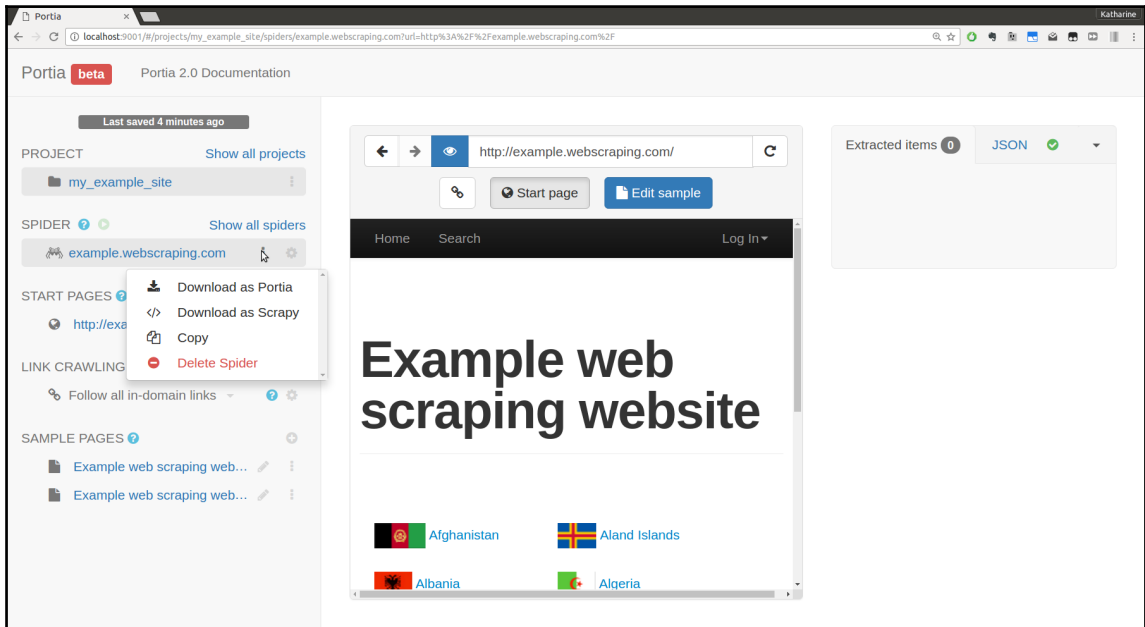 Portia
Katharine
localhost:9001/#/projects/my_example_site/spiders/example.webscraping.com?url=http%3A%2F%2Fexample.webscraping.com%2F
Portia beta Portia 2.0 Documentation
Last saved 4 minutes ago
PROJECT Show all projects
my_example_site
SPIDER ? Show all spiders
example.webscraping.com
Download as Portia
Download as Scrapy
Copy
Delete Spider
START PAGES ?
http://exa
LINK CRAWLING
Follow all in-domain links ?
SAMPLE PAGES ?
Example web scraping web…
Example web scraping web…
http://example.webscraping.com/
Start page Edit sample
Home Search Log In
Example web
scraping website
Afghanistan Aland Islands
Albania Algeria
Extracted items 0 JSON